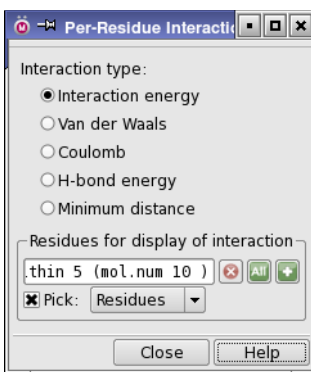 Per-Residue Interactio
Interaction type:
Interaction energy
Van der Waals
Coulomb
H-bond energy
Minimum distance
Residues for display of interaction
.thin 5 (mol.num 10 )
All
Pick: Residues
Close Help